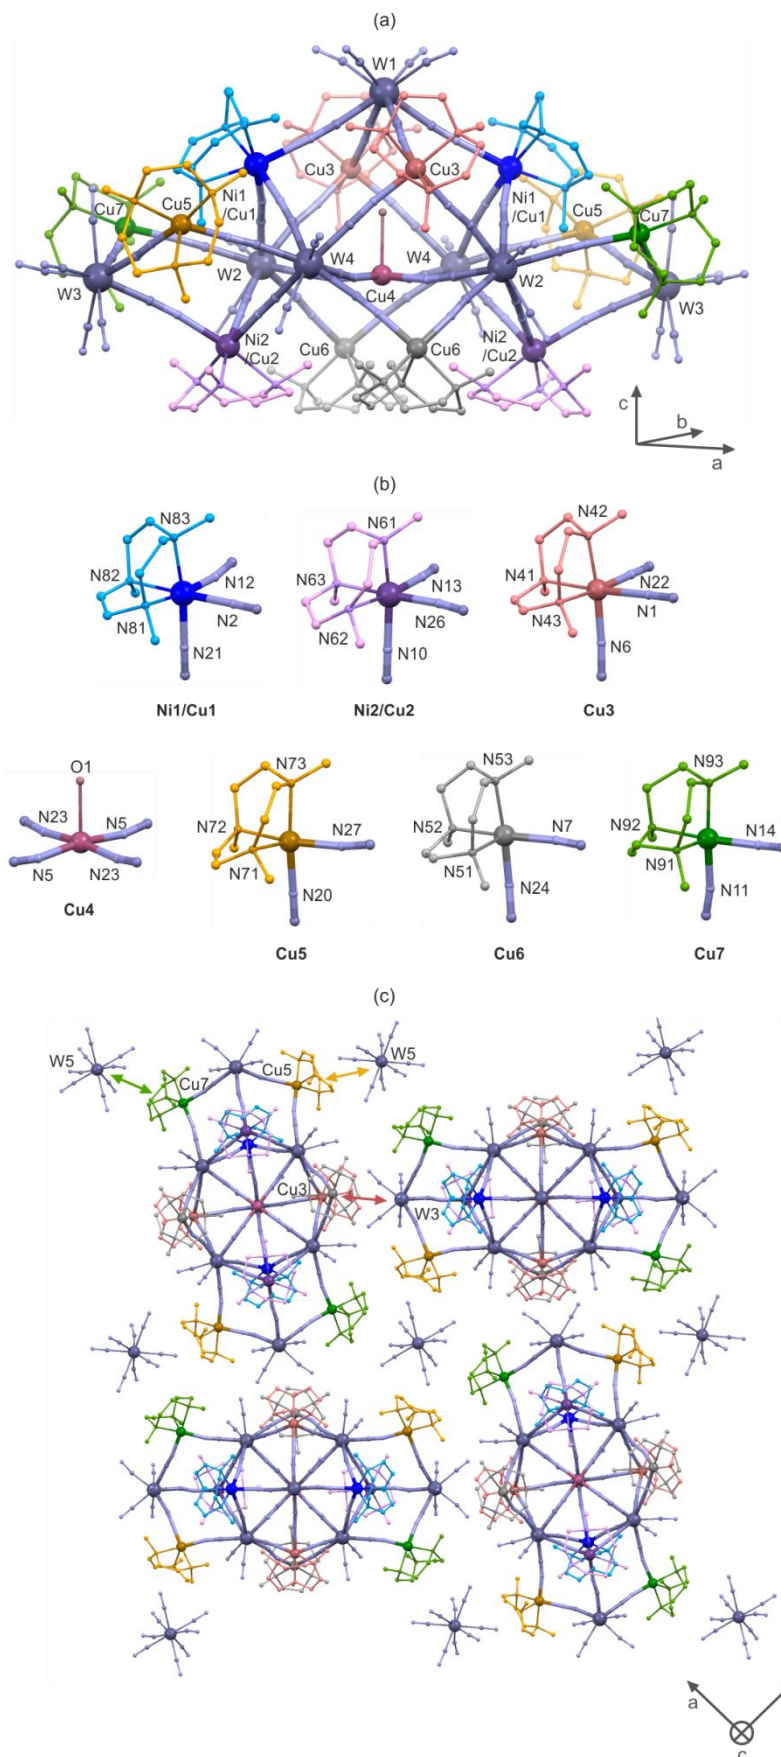 (a)
W1
Cu3 Cu3
Ni1
/Cu1
Ni1
/Cu1
Cu7 Cu5
Cu5 Cu7
W3 W2 W4 W4 W2 W3
Cu4
Ni2
/Cu2
Cu6 Cu6
Ni2
/Cu2
c
b
a
(b)
N83
N82
N81
N12
N2
N21
Ni1/Cu1
N61
N63
N62
N13
N26
N10
Ni2/Cu2
N42
N41
N43
N22
N1
N6
Cu3
O1
N23 N5
N5 N23
Cu4
N73
N72
N71
N27
N20
Cu5
N53
N52
N51
N7
N24
Cu6
N93
N92
N91
N14
N11
Cu7
(c)
W5 Cu7 Cu5 W5
Cu3
W3
a
c